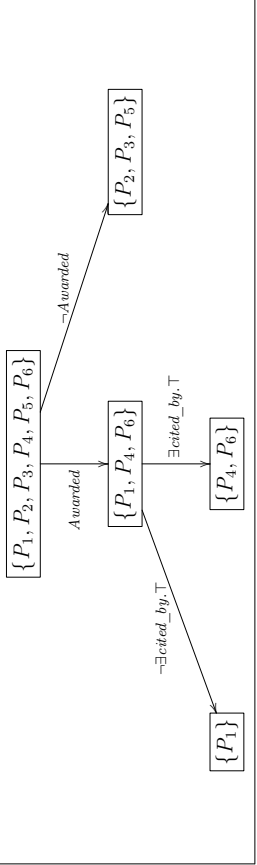 {P₁, P₂, P₃, P₄, P₅, P₆}
Awarded
¬Awarded
{P₁, P₄, P₆}
{P₂, P₃, P₅}
¬∃cited_by.⊤
∃cited_by.⊤
{P₁}
{P₄, P₆}